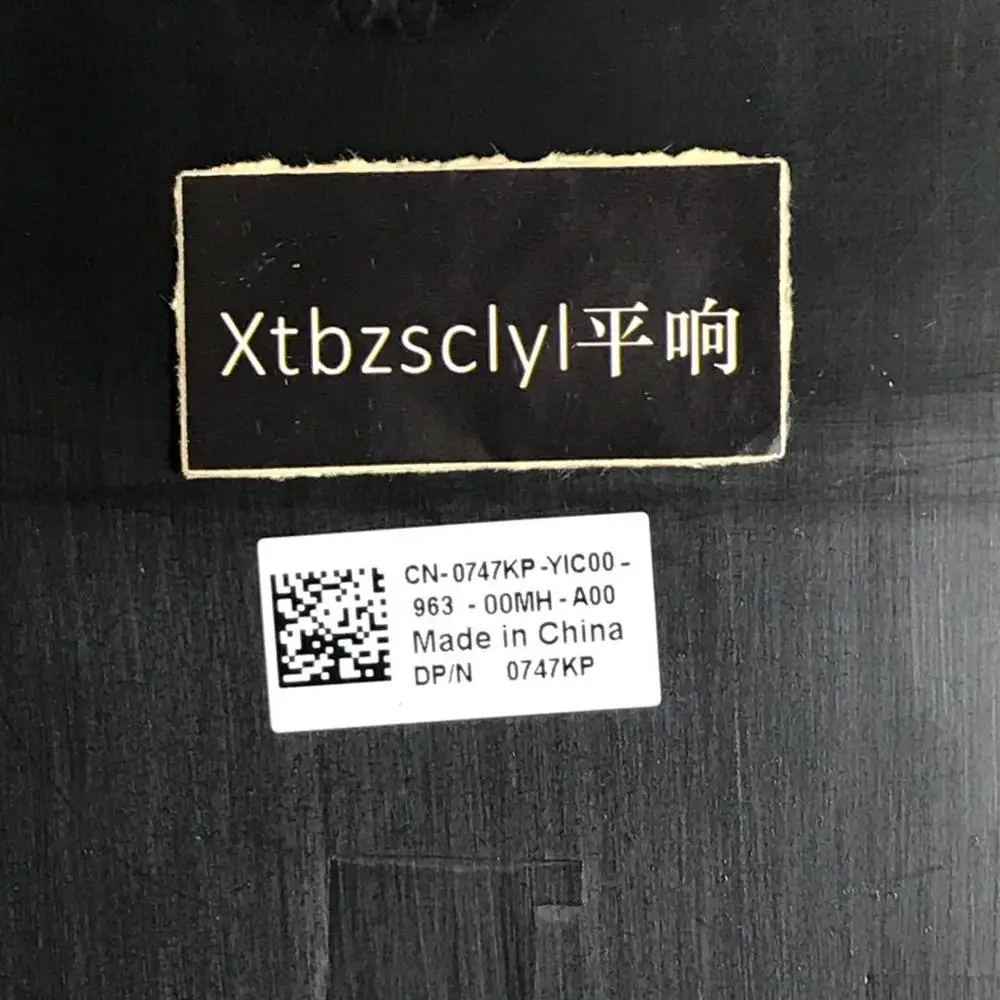 Xtbzsclyl平响
CN-0747KP-YIC00-
963-00MH-A00
Made in China
DP/N 0747KP